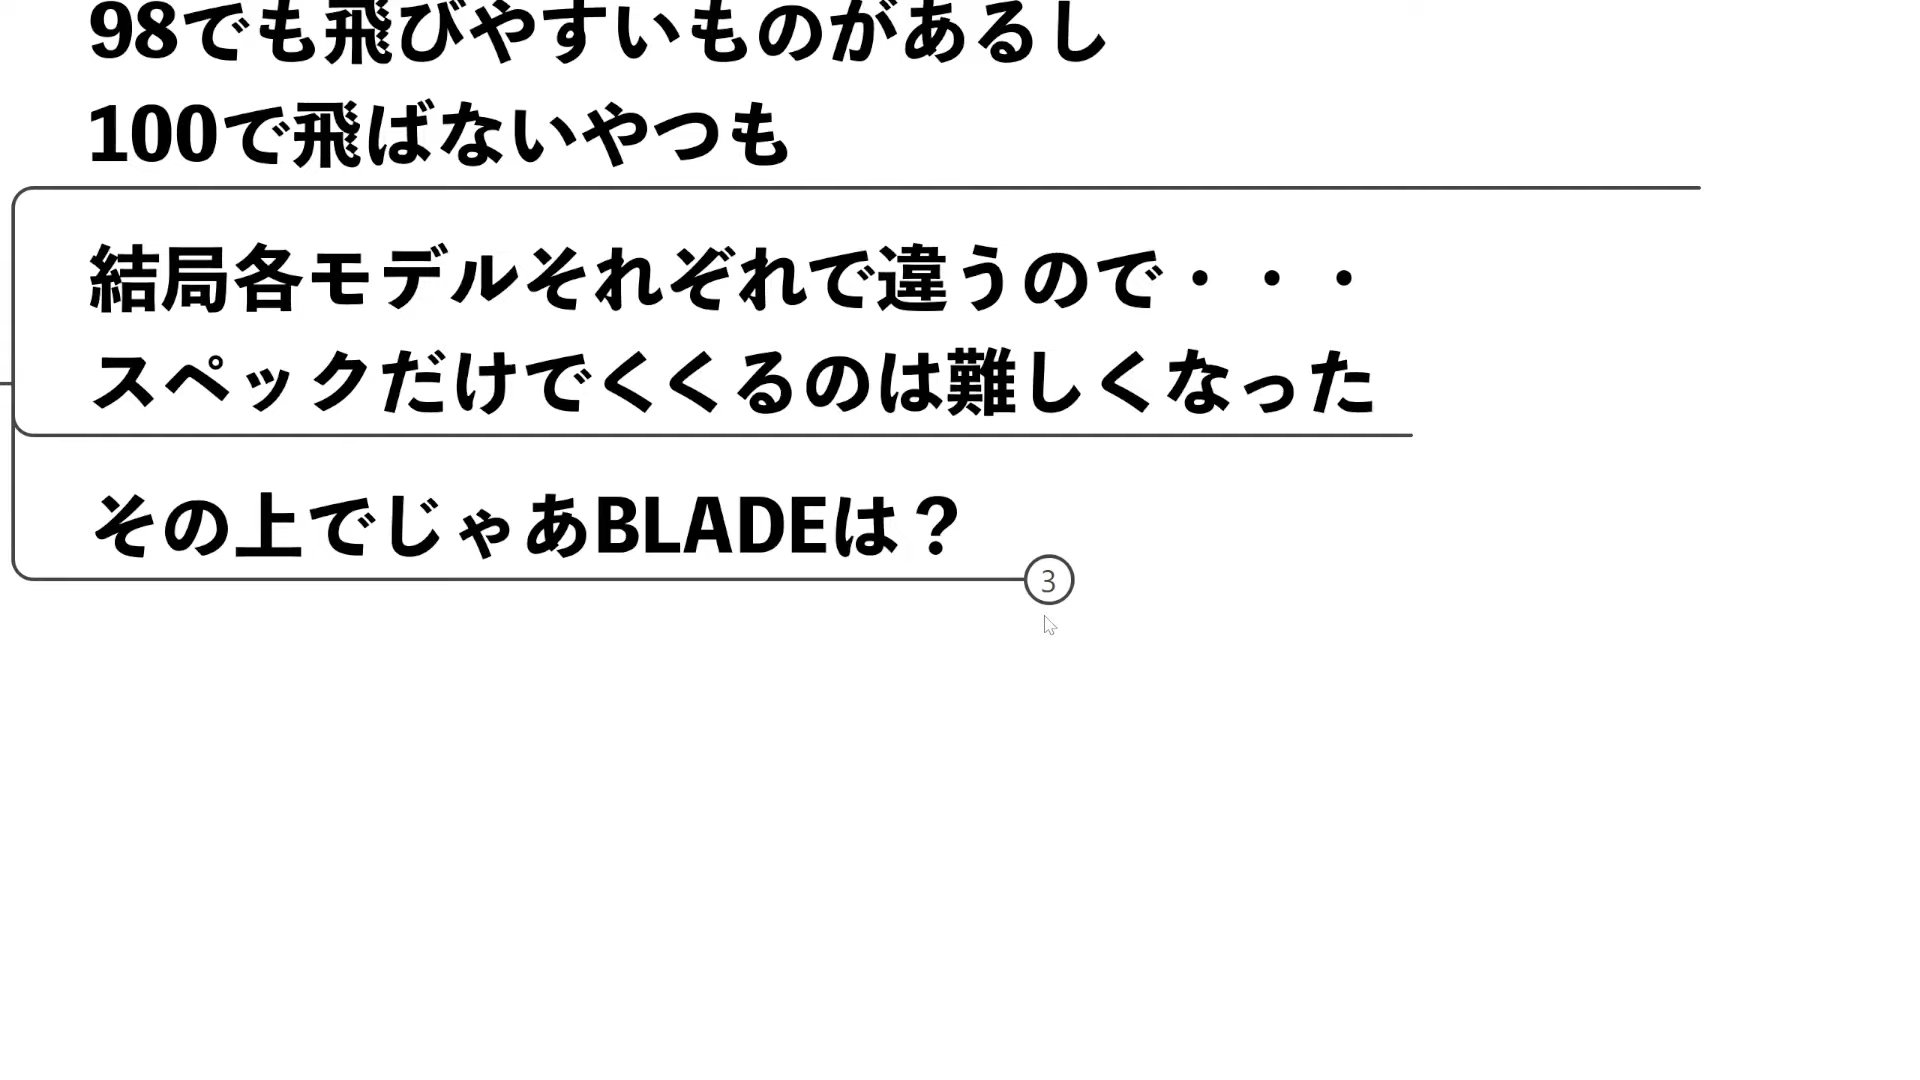 98でも飛びやすいものがあるし
100で飛ばないやつも
結局各モデルそれぞれで違うので・・・
スペックだけでくくるのは難しくなった
その上でじゃあBLADEは？
3